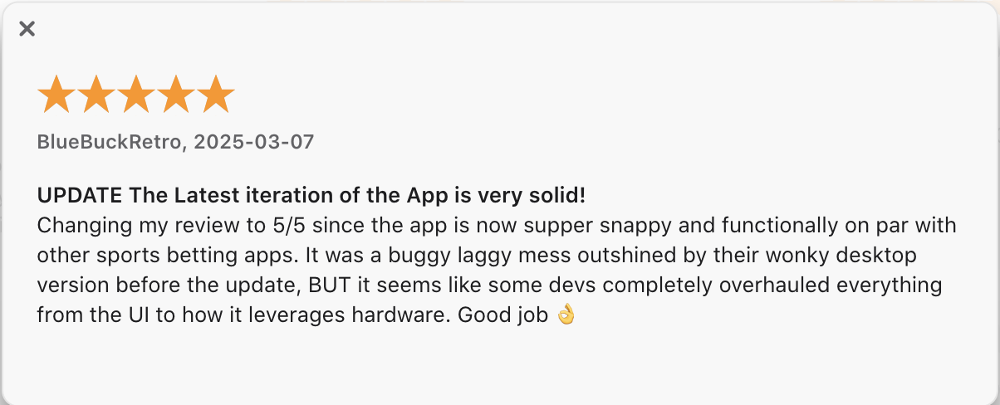 BlueBuckRetro, 2025-03-07
UPDATE The Latest iteration of the App is very solid!
Changing my review to 5/5 since the app is now supper snappy and functionally on par with
other sports betting apps. It was a buggy laggy mess outshined by their wonky desktop
version before the update, BUT it seems like some devs completely overhauled everything
from the UI to how it leverages hardware. Good job 👌